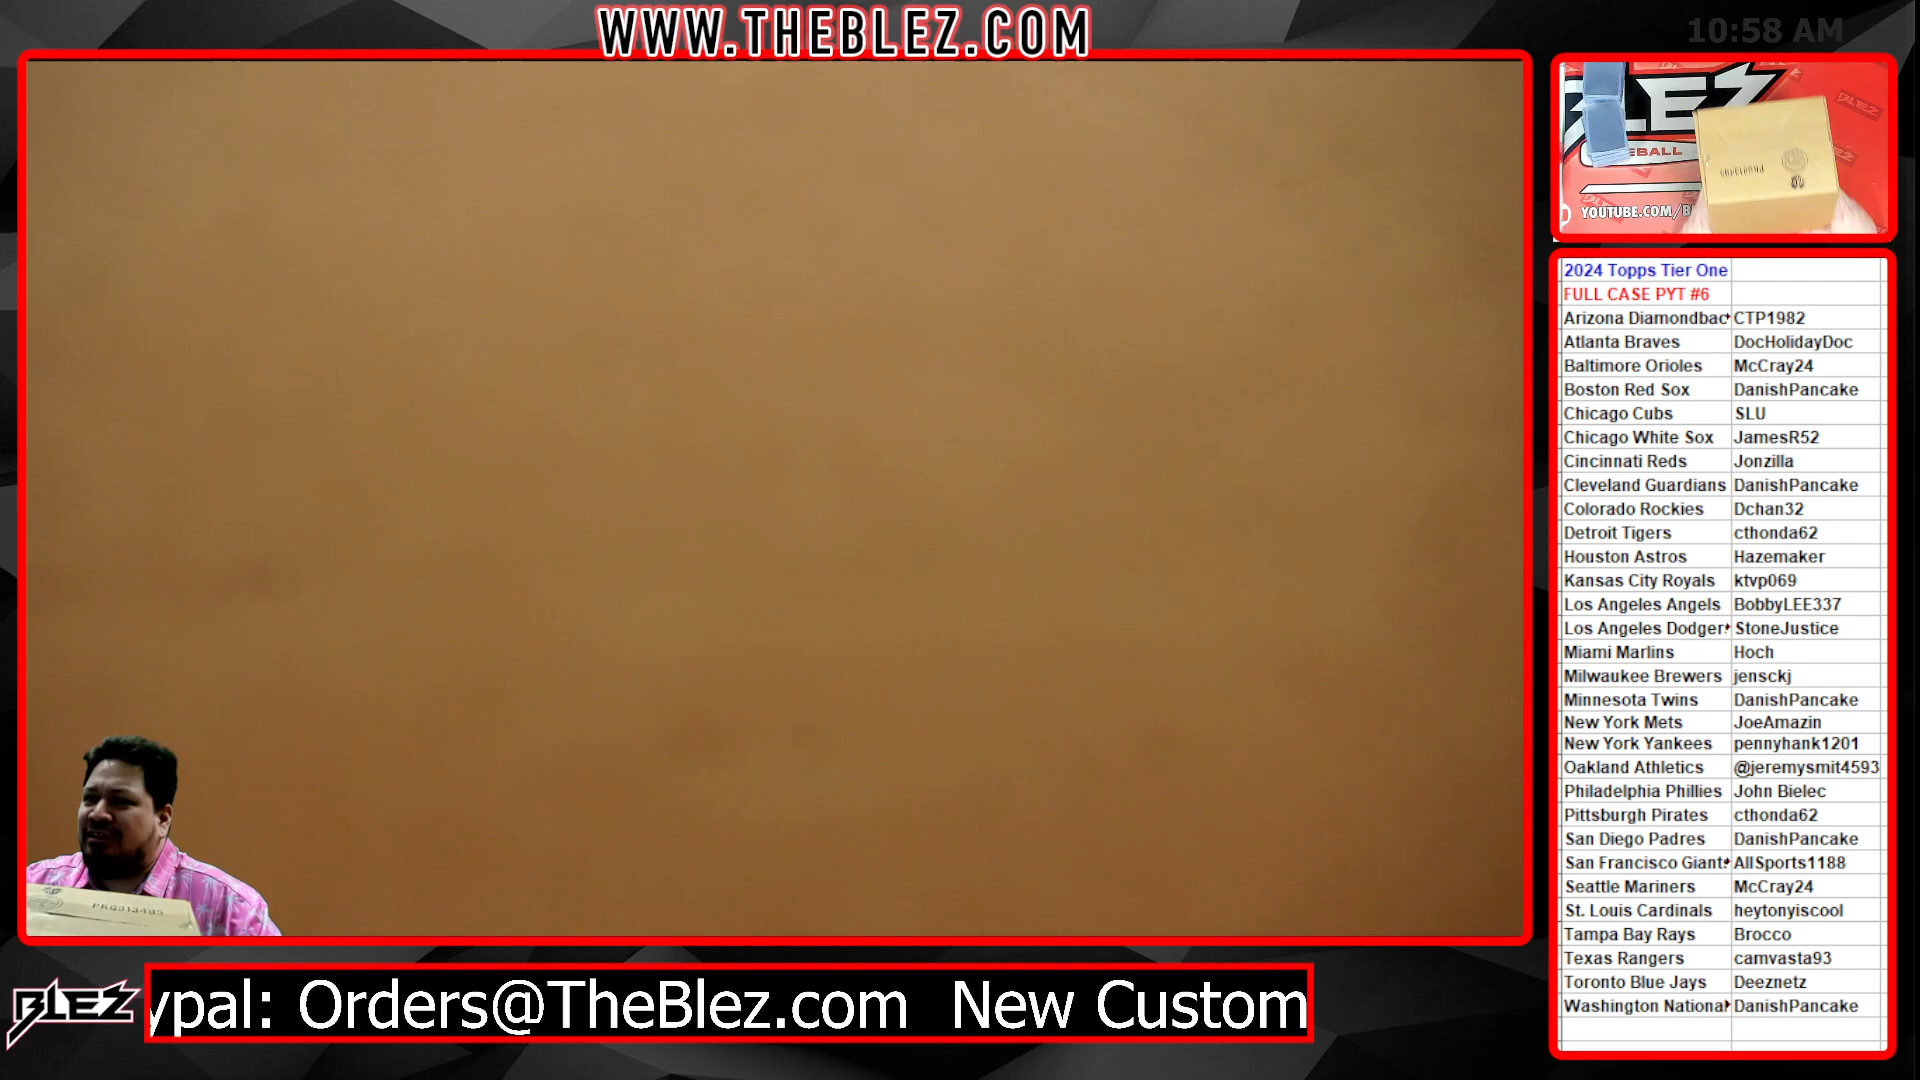 WWW.THEBLEZ.COM
10:58 AM
BLEZ
EBALL
YOUTUBE.COM/B
PKG313495
2024 Topps Tier One
FULL CASE PYT #6
Arizona Diamondbac CTP1982
Atlanta Braves DocHolidayDoc
Baltimore Orioles McCray24
Boston Red Sox DanishPancake
Chicago Cubs SLU
Chicago White Sox JamesR52
Cincinnati Reds Jonzilla
Cleveland Guardians DanishPancake
Colorado Rockies Dchan32
Detroit Tigers cthonda62
Houston Astros Hazemaker
Kansas City Royals ktvp069
Los Angeles Angels BobbyLEE337
Los Angeles Dodger StoneJustice
Miami Marlins Hoch
Milwaukee Brewers jensckj
Minnesota Twins DanishPancake
New York Mets JoeAmazin
New York Yankees pennyhank1201
Oakland Athletics @jeremysmit4593
Philadelphia Phillies John Bielec
Pittsburgh Pirates cthonda62
San Diego Padres DanishPancake
San Francisco Giant AllSports1188
Seattle Mariners McCray24
St. Louis Cardinals heytonyiscool
Tampa Bay Rays Brocco
Texas Rangers camvasta93
Toronto Blue Jays Deeznetz
Washington National DanishPancake
PKG313495
BLEZ
ypal: Orders@TheBlez.com New Custom